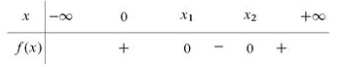 x −∞ 0 x₁ x₂ +∞
f(x) + 0 − 0 +